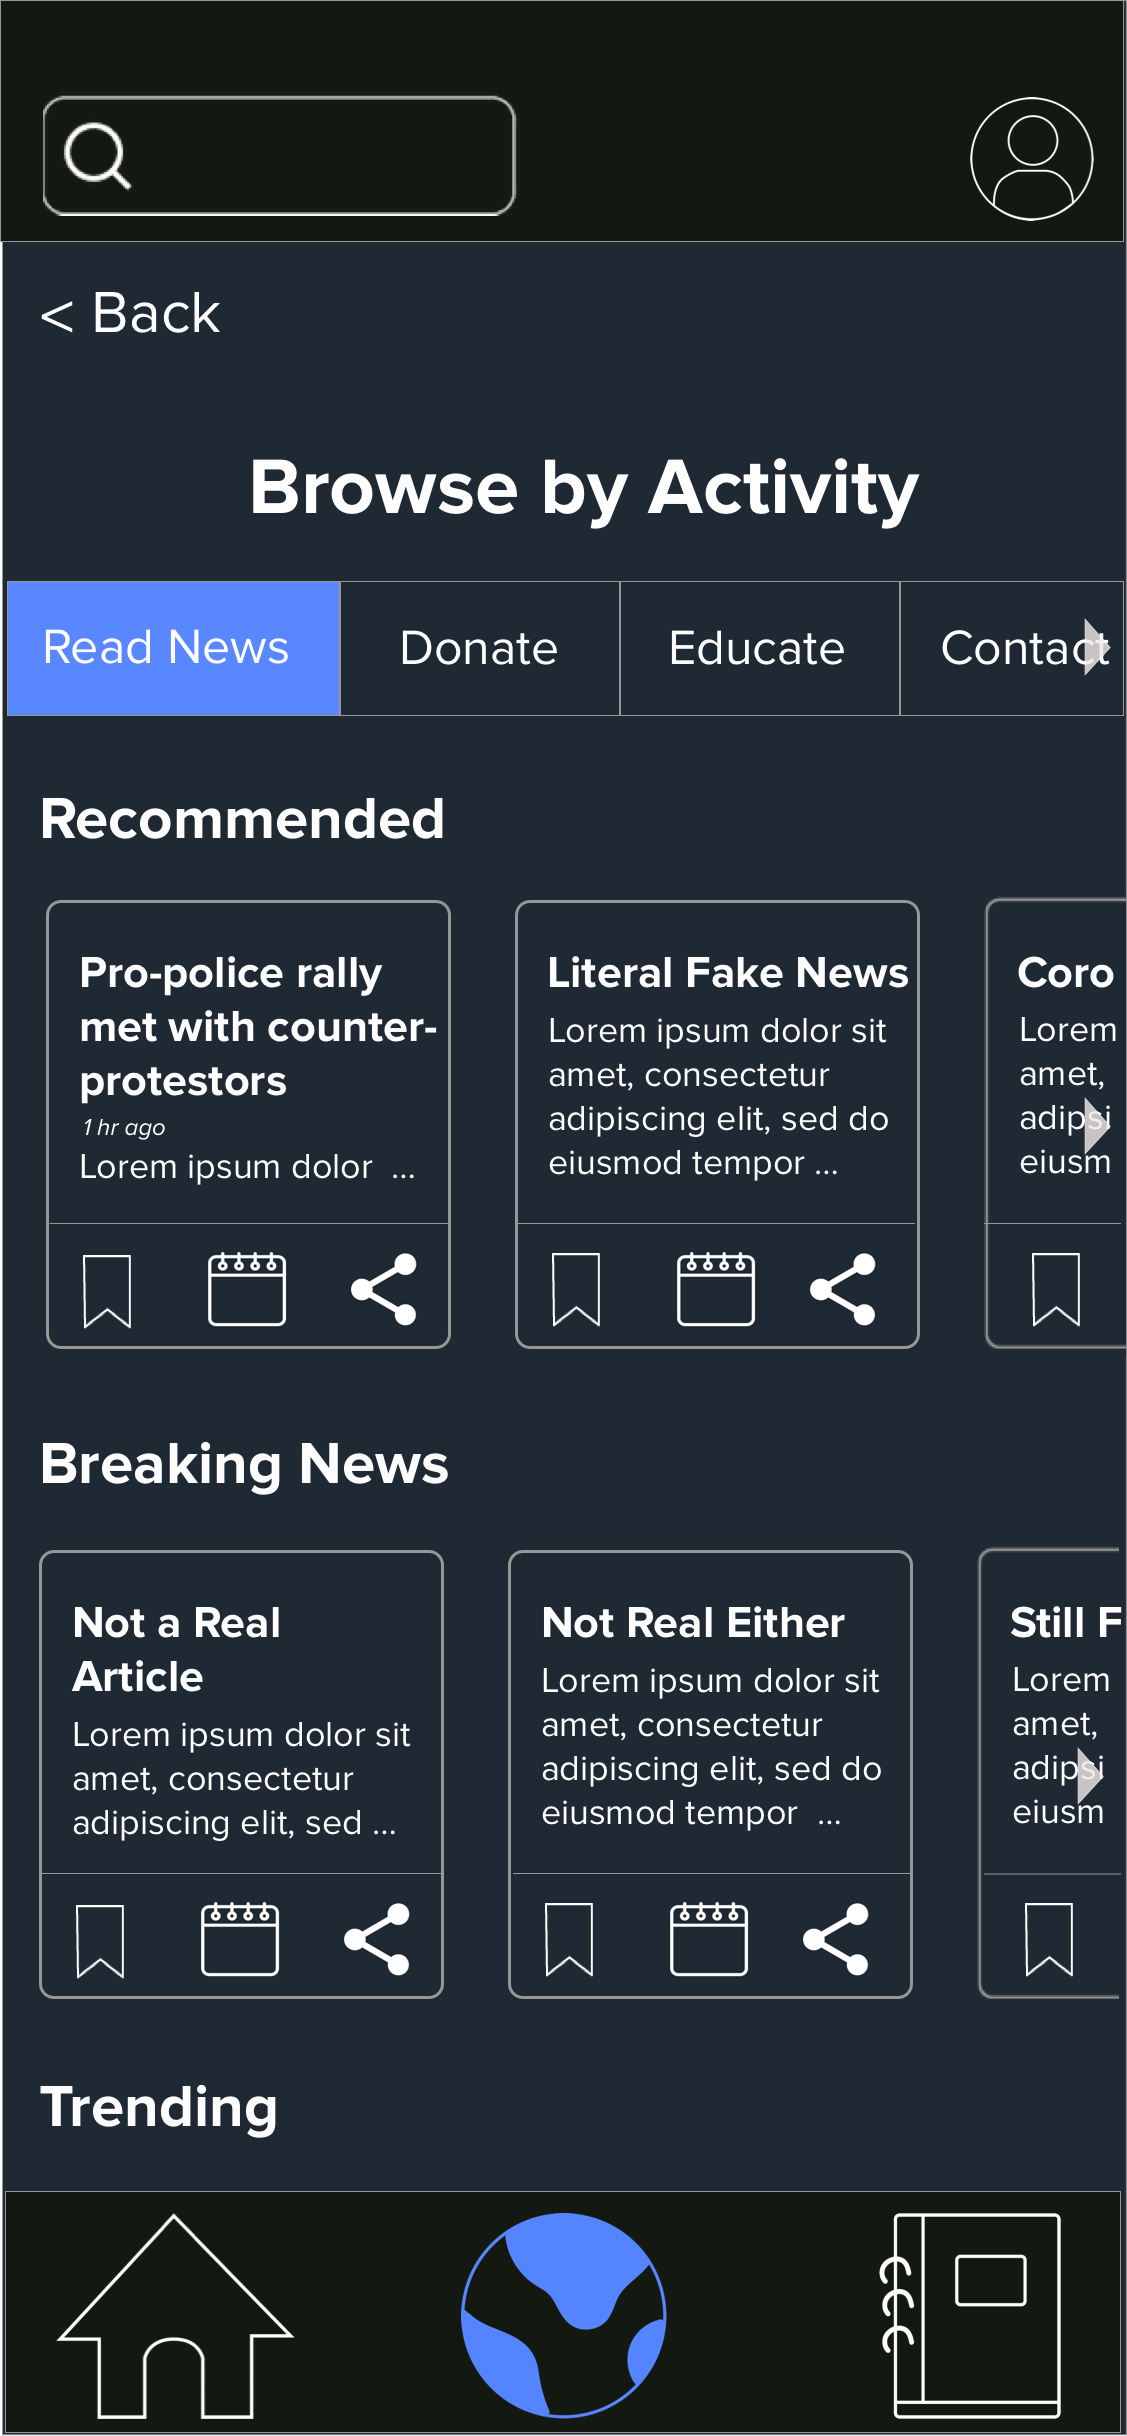 < Back
Browse by Activity
Read News
Donate
Educate
Contact
Recommended
Pro-police rally
met with counter-
protestors
1 hr ago
Lorem ipsum dolor ...
Literal Fake News
Lorem ipsum dolor sit
amet, consectetur
adipiscing elit, sed do
eiusmod tempor ...
Coro
Lorem
amet,
adipsi
eiusm
Breaking News
Not a Real
Article
Lorem ipsum dolor sit
amet, consectetur
adipiscing elit, sed ...
Not Real Either
Lorem ipsum dolor sit
amet, consectetur
adipiscing elit, sed do
eiusmod tempor ...
Still F
Lorem
amet,
adipsi
eiusm
Trending